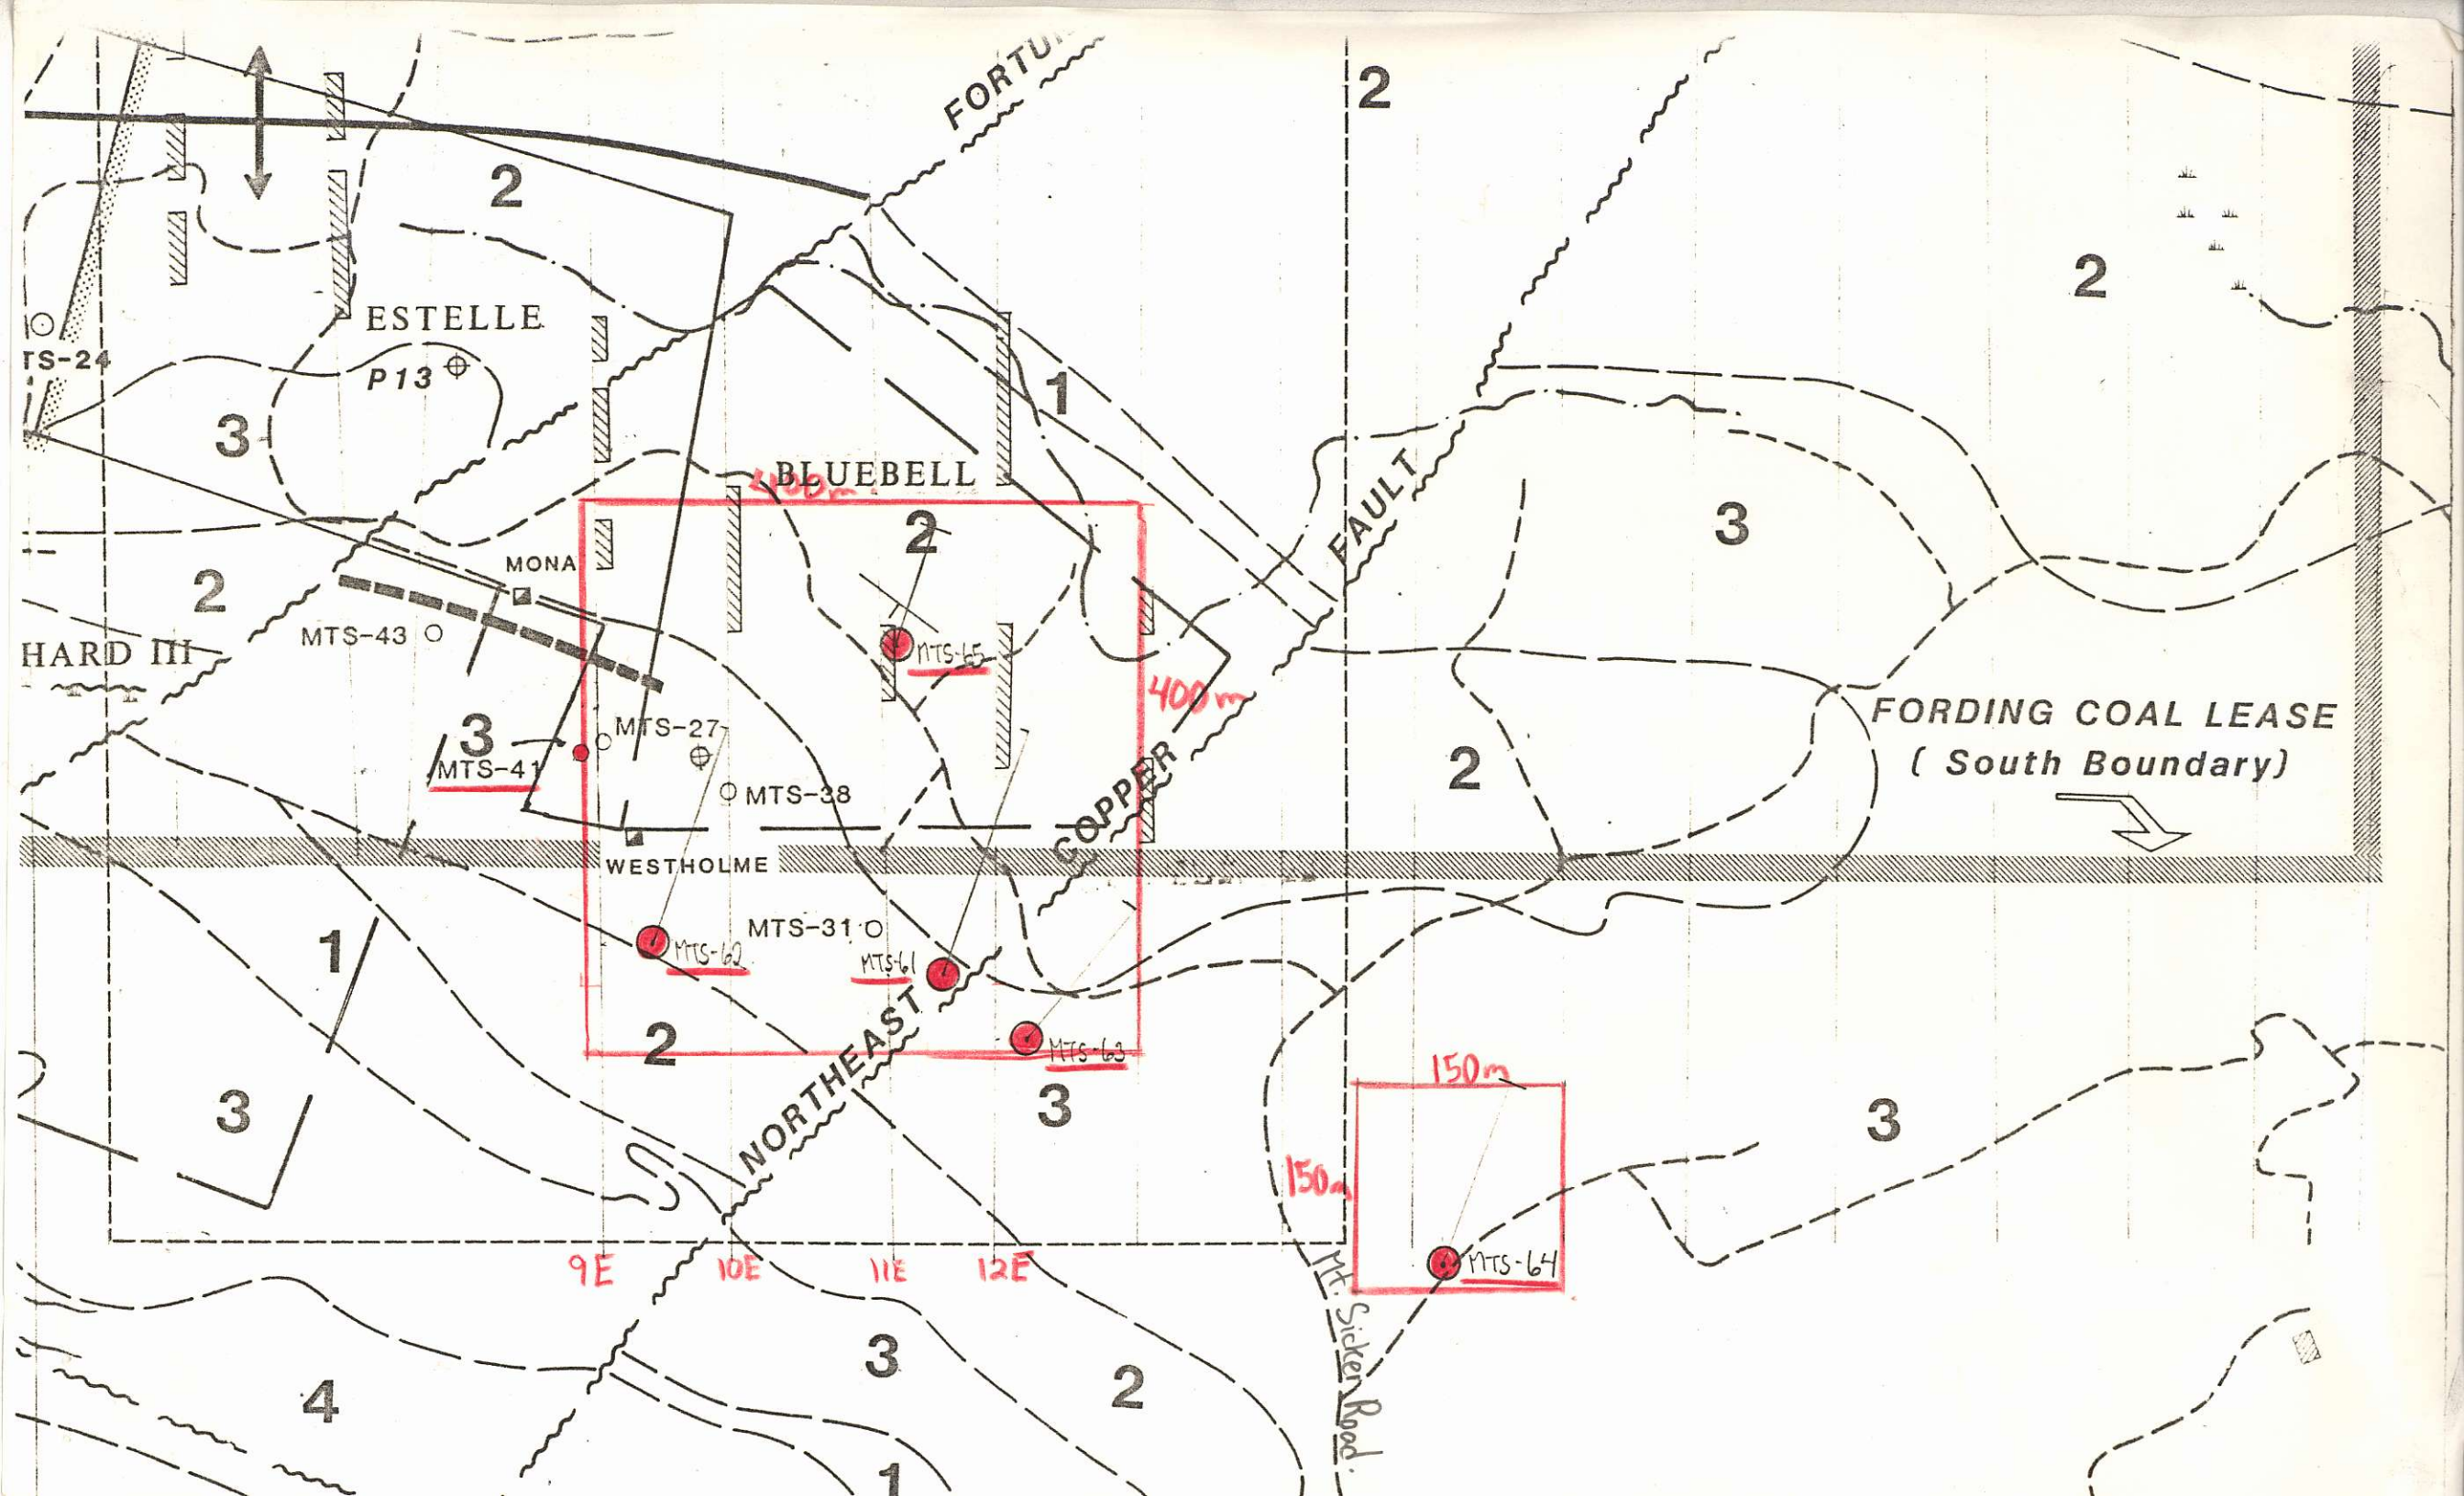 FORTUN
2
2
2
ESTELLE
TS-24
P13
3
1
BLUEBELL
400m
2
FAULT
3
MONA
2
MTS-43
HARD III
MTS-65
400m
FORDING COAL LEASE
( South Boundary)
3
MTS-27
MTS-41
MTS-38
2
COPPER
WESTHOLME
MTS-31
1
MTS-62
MTS-61
2
NORTHEAST
MTS-63
3
3
150m
3
150m
MTS-64
9E
10E
11E
12E
Mt. Sicker Road.
3
2
4
1